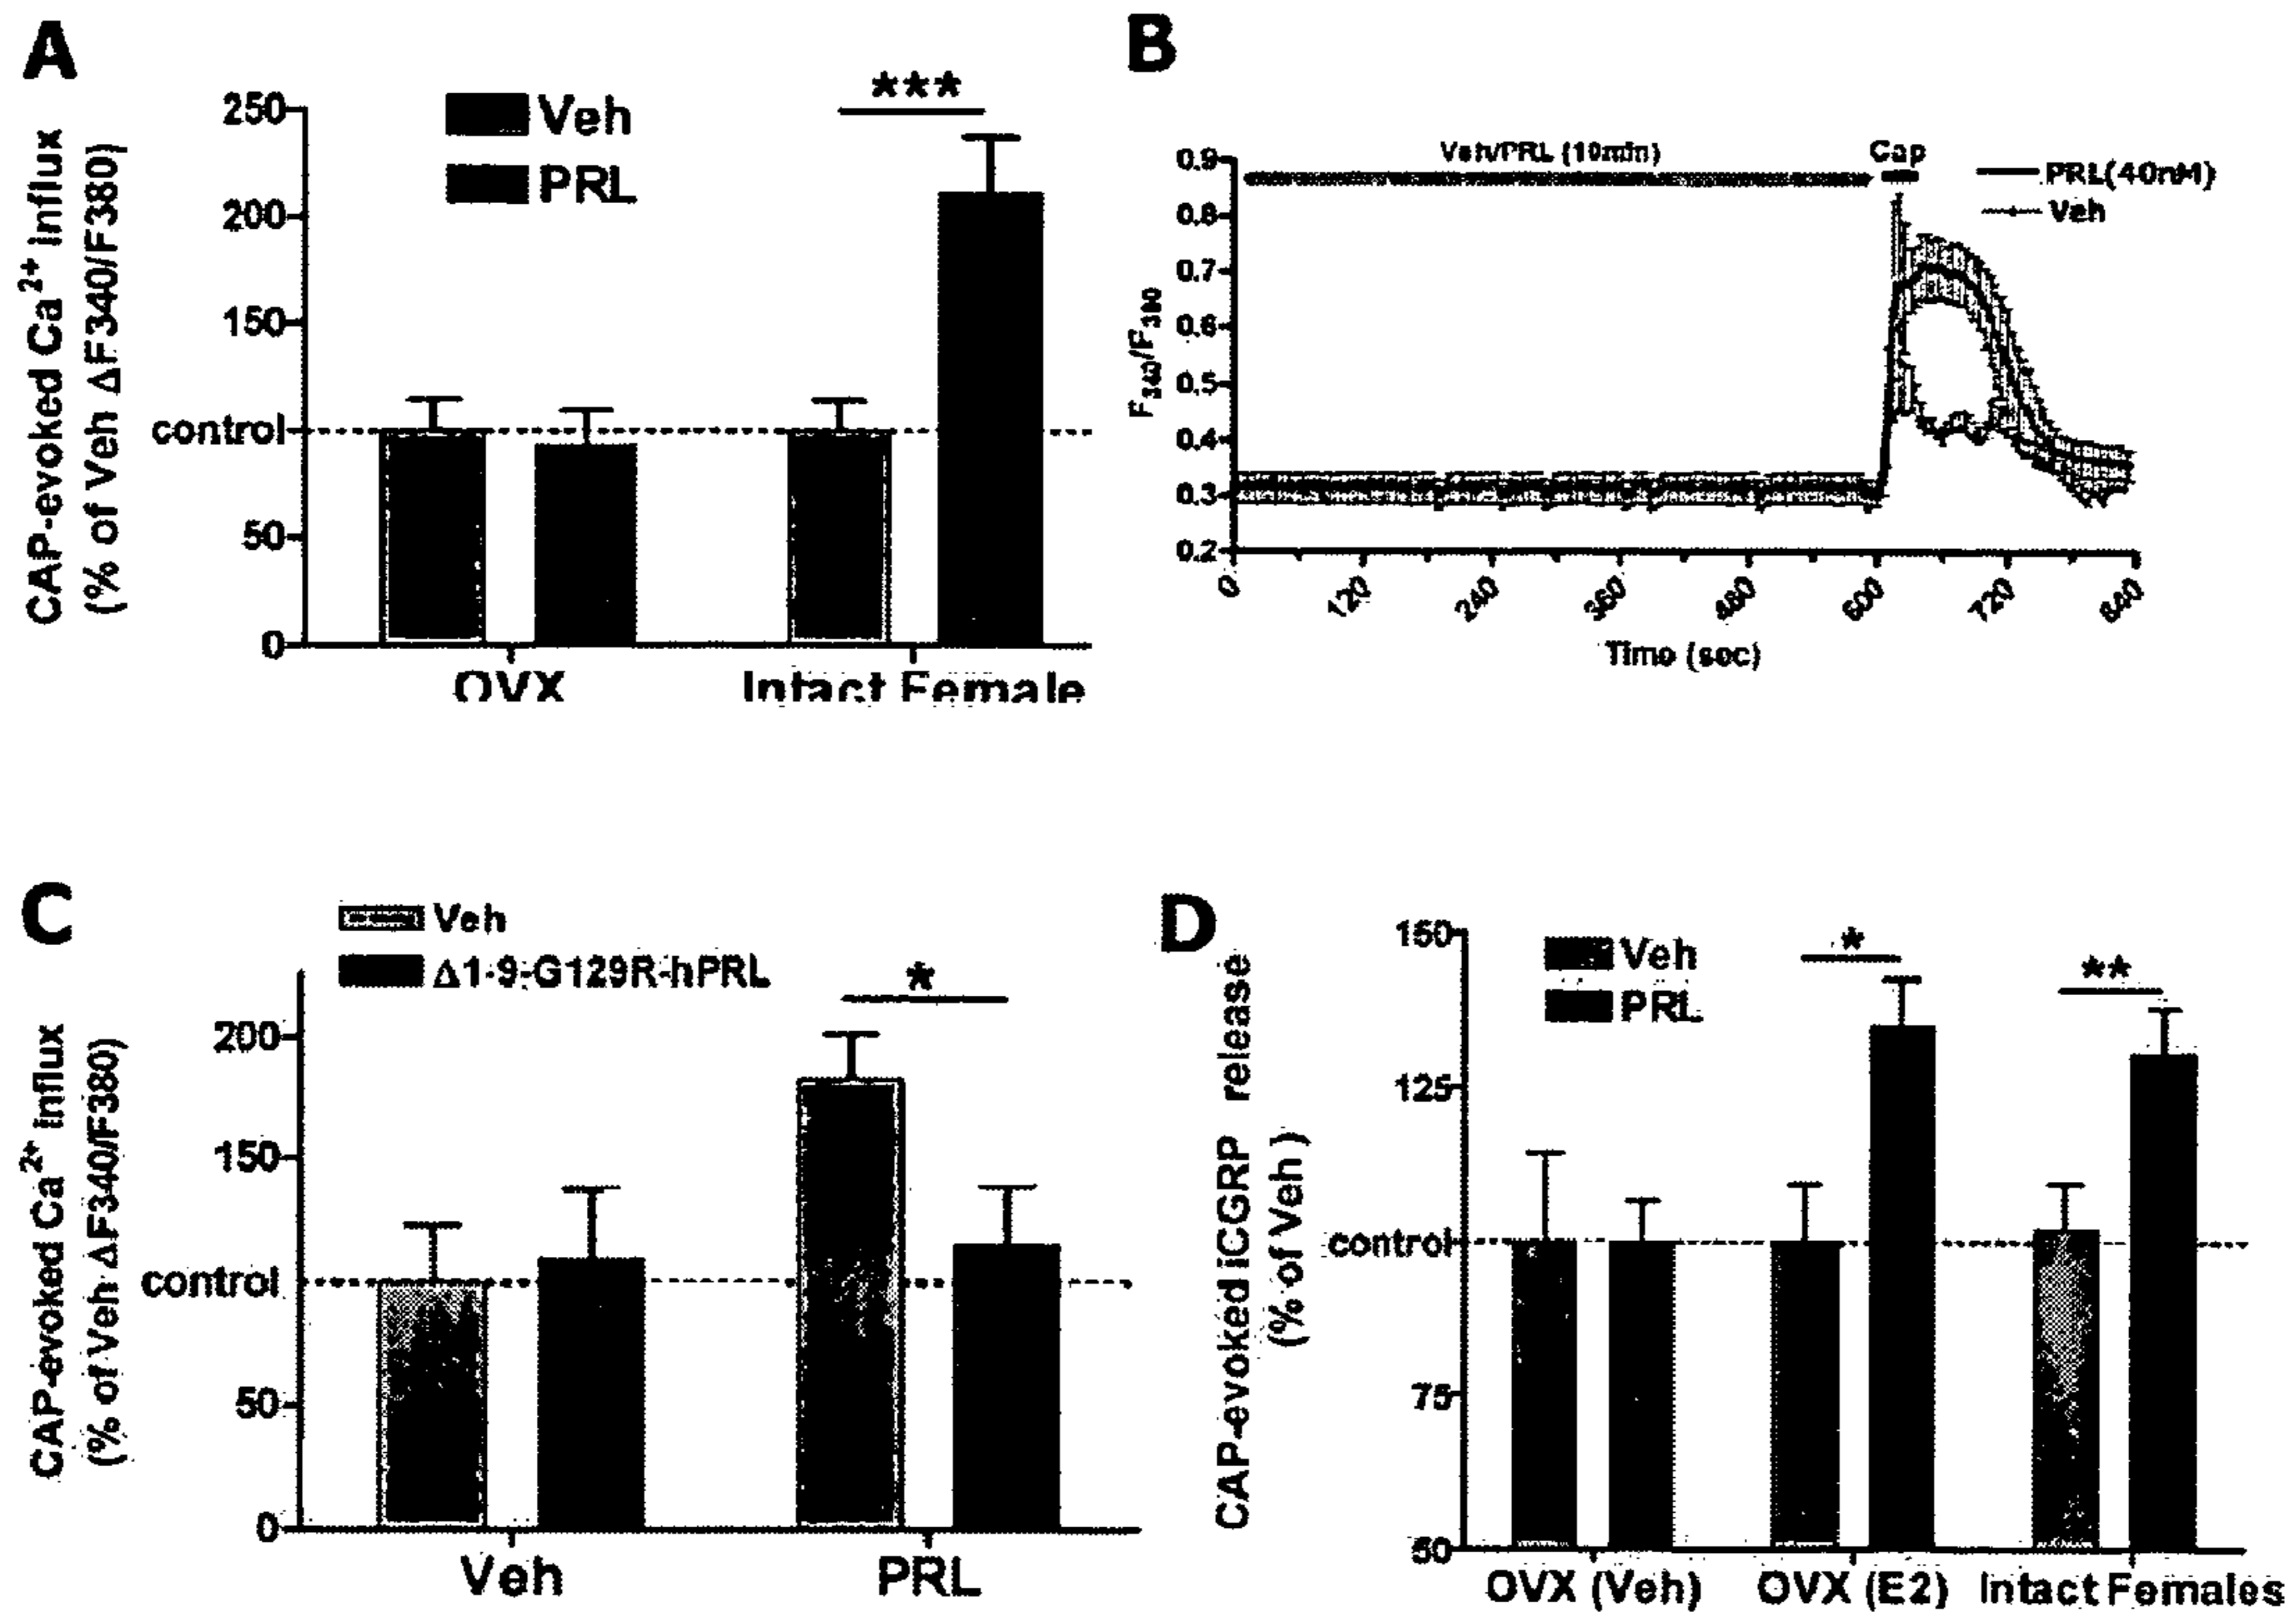 A
CAP-evoked Ca2+ influx
(% of Veh ΔF340/F380)
250
200
150
control
50
0
Veh
PRL
***
OVX
Intact Female
B
F340/F380
0.9
0.8
0.7
0.6
0.5
0.4
0.3
0.2
Veh/PRL (10min)
Cap
PRL(40nM)
Veh
0
120
240
360
480
600
720
840
Time (sec)
C
CAP-evoked Ca2+ influx
(% of Veh ΔF340/F380)
200
150
control
50
0
Veh
Δ1-9-G129R-hPRL
*
Veh
PRL
D
CAP-evoked iCGRP release
(% of Veh)
150
125
control
75
50
Veh
PRL
*
**
OVX (Veh)
OVX (E2)
Intact Females